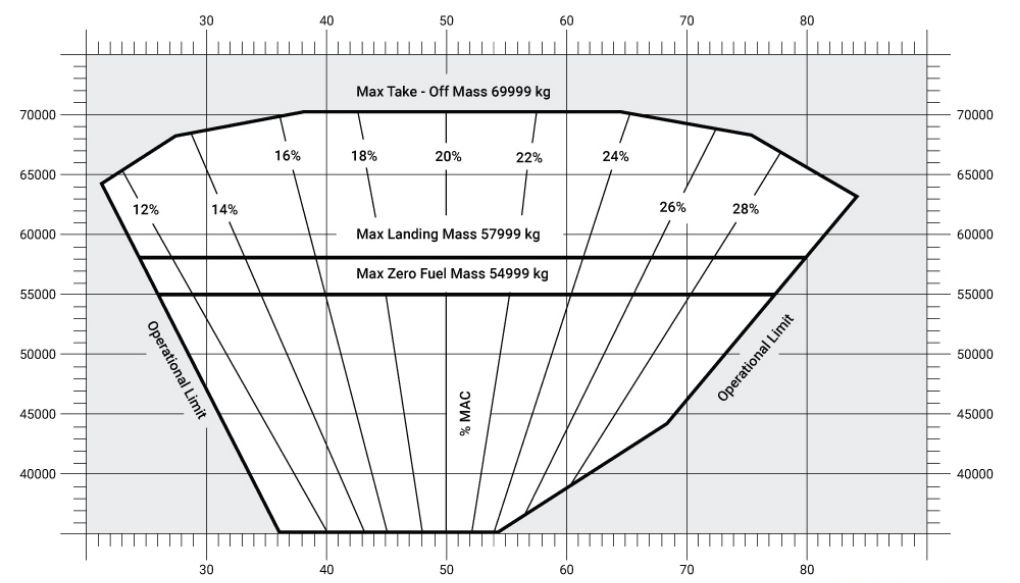 30 40 50 60 70 80
Max Take - Off Mass 69999 kg
70000 70000
16% 18% 20% 22% 24%
65000 65000
12% 14% 26% 28%
60000 Max Landing Mass 57999 kg 60000
Max Zero Fuel Mass 54999 kg
55000 55000
Operational Limit Operational Limit
50000 50000
% MAC
45000 45000
40000 40000
30 40 50 60 70 80